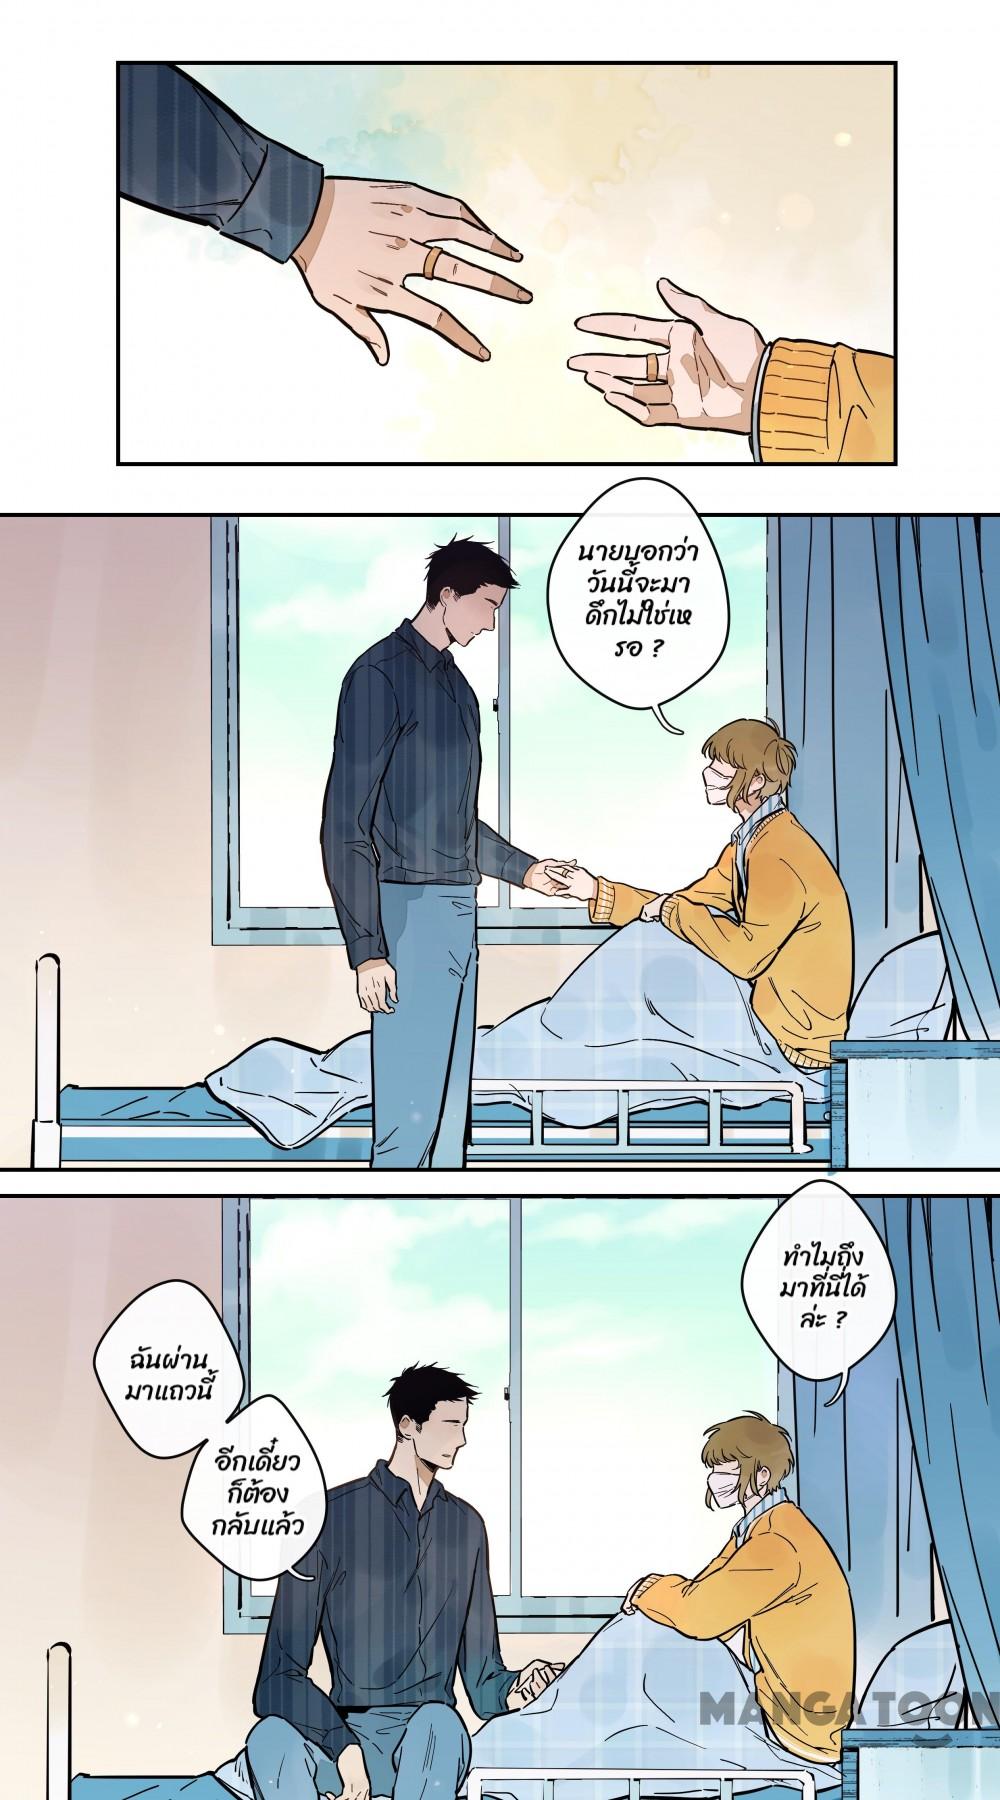 นายบอกว่า
วันนี้จะมา
ดึกไม่ใช่เห
รอ ?
ทำไมถึง
มาที่นี่ได้
ล่ะ ?
ฉันผ่าน
มาแถวนี้
อีกเดี๋ยว
ก็ต้อง
กลับแล้ว
MANGATOON